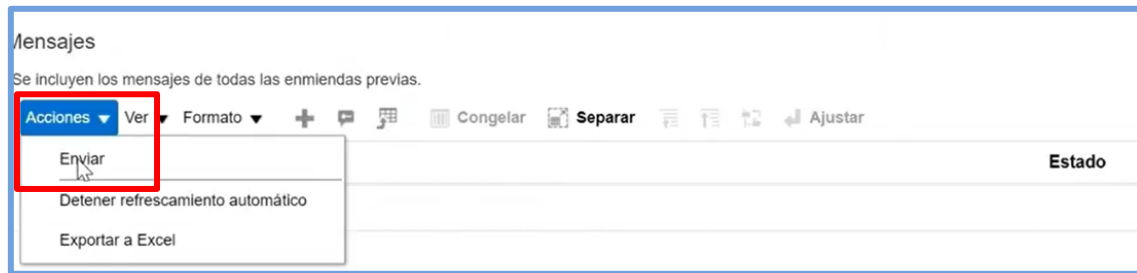 Mensajes
Se incluyen los mensajes de todas las enmiendas previas.
Acciones Ver Formato Congelar Separar Ajustar
Enviar
Estado
Detener refrescamiento automático
Exportar a Excel